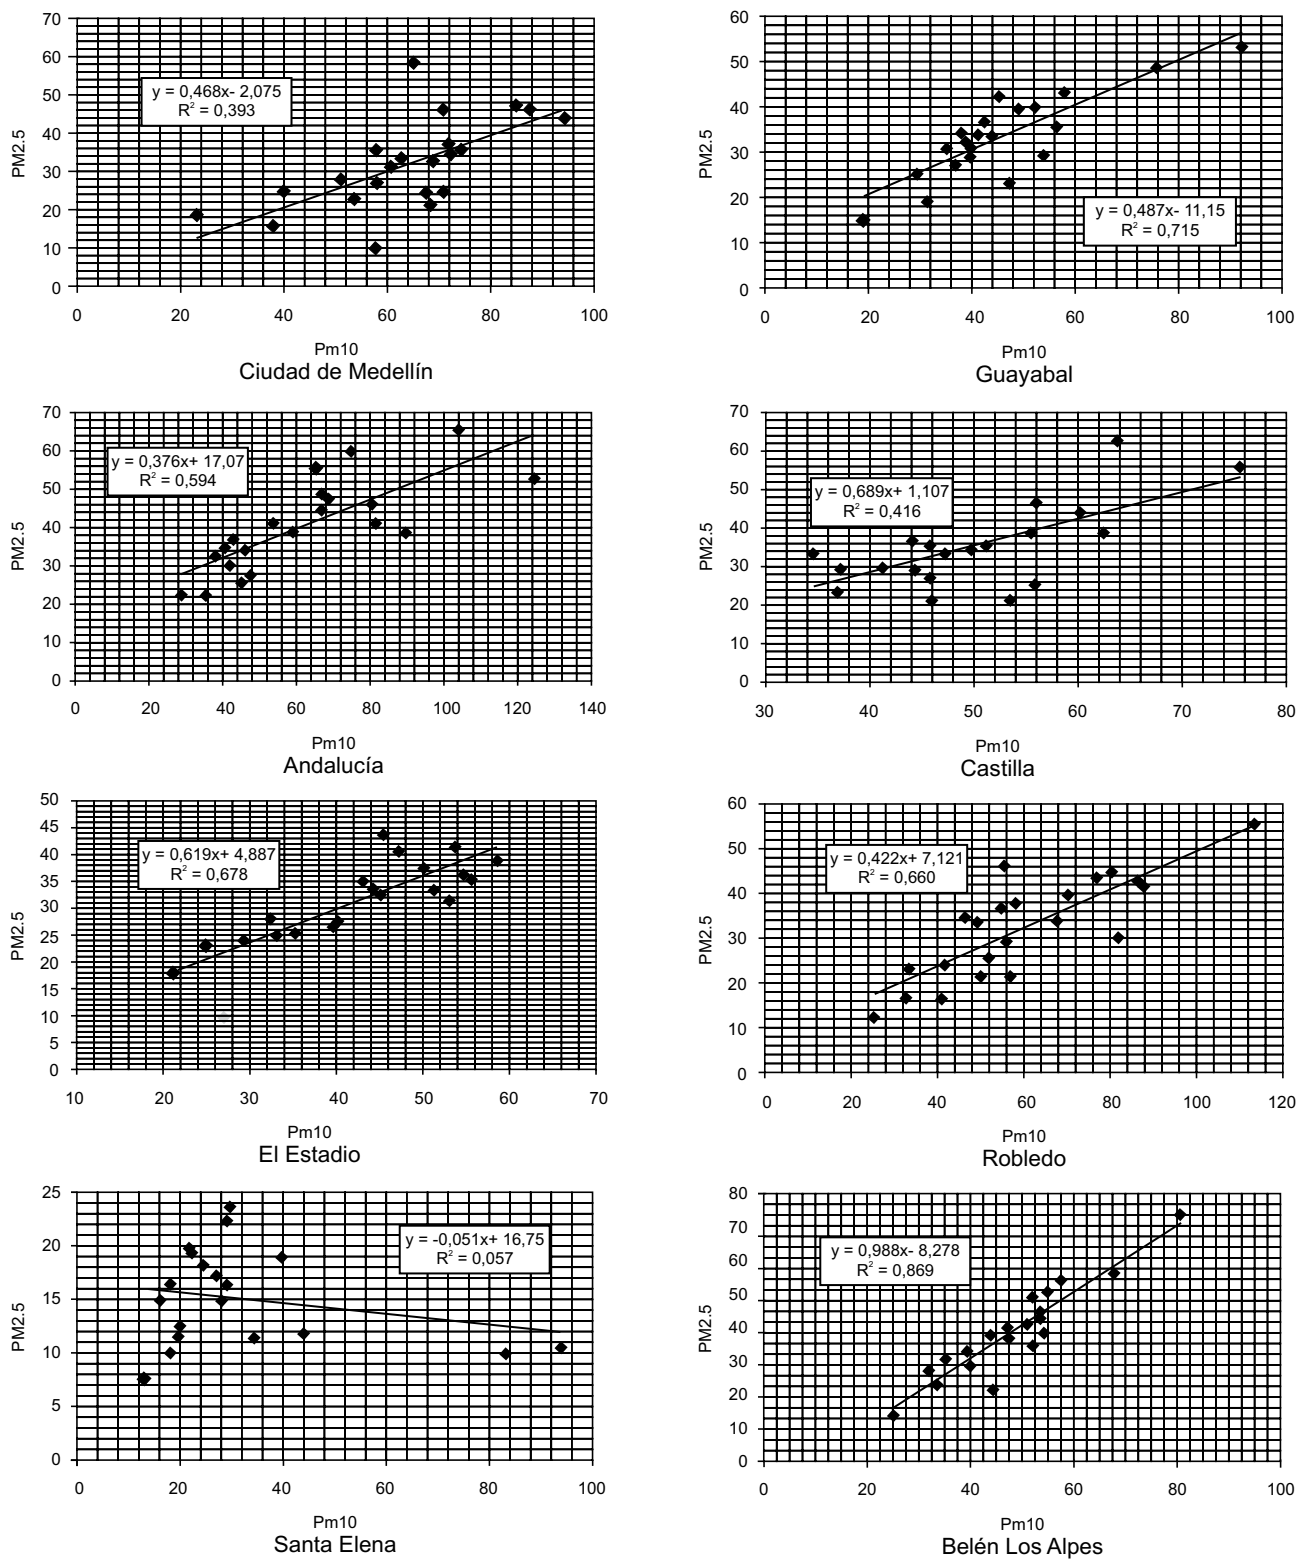 70
60
50
40
30
20
10
0
PM2.5
y = 0,468x- 2,075
R² = 0,393
0 20 40 60 80 100
Pm10
Ciudad de Medellín
60
50
40
30
20
10
0
PM2.5
y = 0,487x- 11,15
R² = 0,715
0 20 40 60 80 100
Pm10
Guayabal
70
60
50
40
30
20
10
0
PM2.5
y = 0,376x+ 17,07
R² = 0,594
0 20 40 60 80 100 120 140
Pm10
Andalucía
70
60
50
40
30
20
10
0
PM2.5
y = 0,689x+ 1,107
R² = 0,416
30 40 50 60 70 80
Pm10
Castilla
50
45
40
35
30
25
20
15
10
5
0
PM2.5
y = 0,619x+ 4,887
R² = 0,678
10 20 30 40 50 60 70
Pm10
El Estadio
60
50
40
30
20
10
0
PM2.5
y = 0,422x+ 7,121
R² = 0,660
0 20 40 60 80 100 120
Pm10
Robledo
25
20
15
10
5
0
PM2.5
y = -0,051x+ 16,75
R² = 0,057
0 20 40 60 80 100
Pm10
Santa Elena
80
70
60
50
40
30
20
10
0
PM2.5
y = 0,988x- 8,278
R² = 0,869
0 20 40 60 80 100
Pm10
Belén Los Alpes